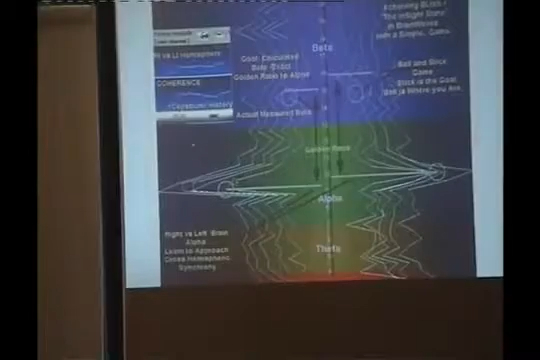 Achieving BLISS /
The InSight State
in BrainWaves
with a Simple Game
Beta
Goal: Calculated
Beta Exact
Golden Ratio to Alpha
Ball and Stick
Game
Stick is the Goal
Ball is Where you Are
COHERENCE
Actual Measured Beta
Golden Ratio
Alpha
Right vs Left Brain
Alpha
Learn to Approach
Cross Hemispheric
Symmetry
Theta